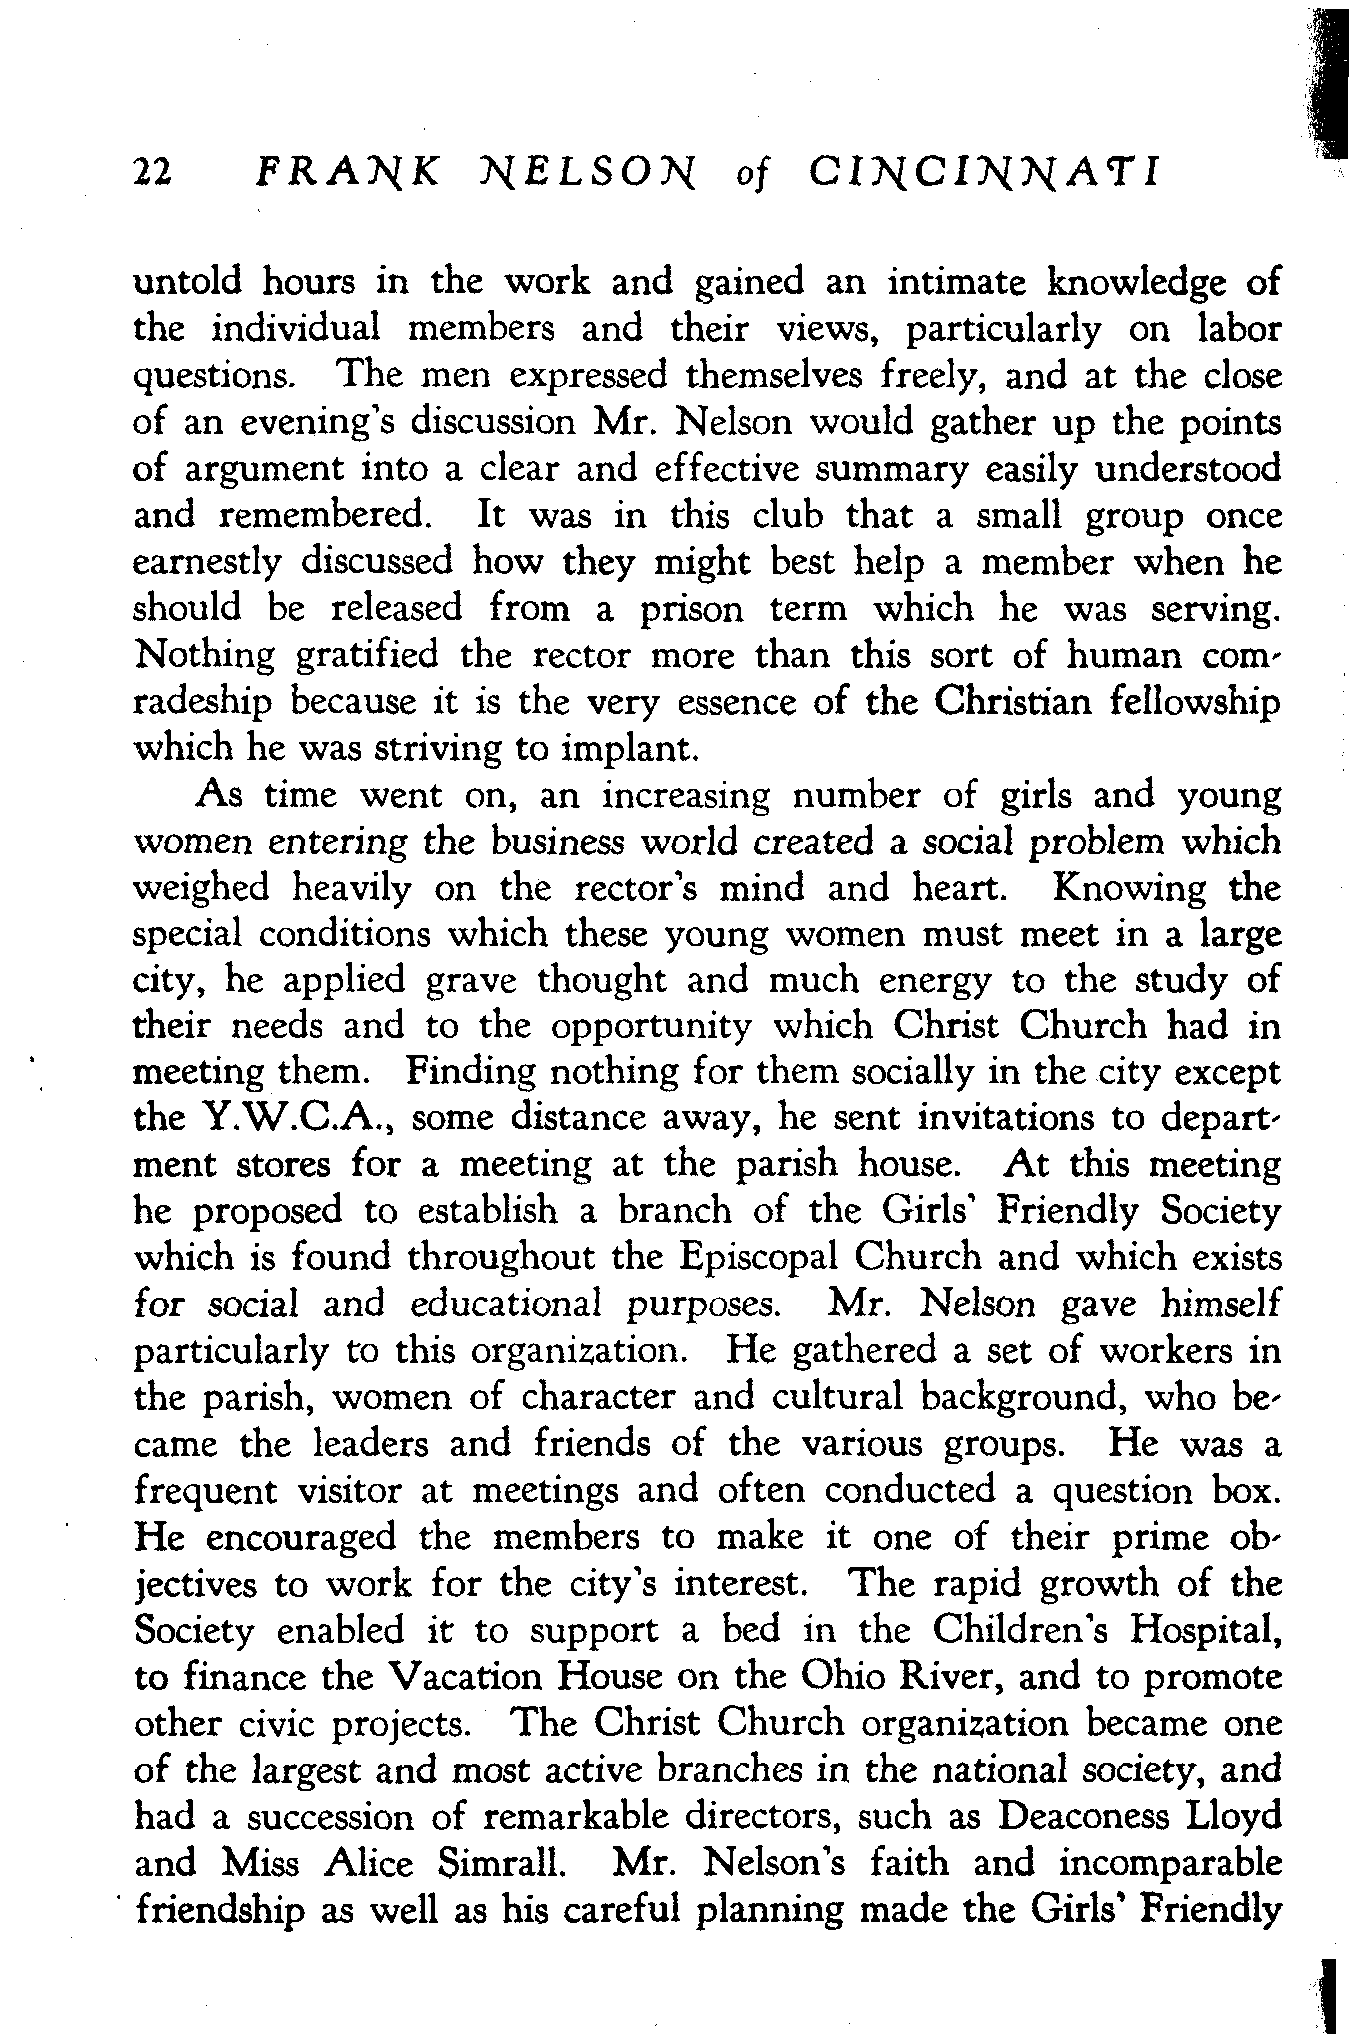 22 FRANK NELSON of CINCINNATI
untold hours in the work and gained an intimate knowledge of
the individual members and their views, particularly on labor
questions. The men expressed themselves freely, and at the close
of an evening's discussion Mr. Nelson would gather up the points
of argument into a clear and effective summary easily understood
and remembered. It was in this club that a small group once
earnestly discussed how they might best help a member when he
should be released from a prison term which he was serving.
Nothing gratified the rector more than this sort of human com-
radeship because it is the very essence of the Christian fellowship
which he was striving to implant.
As time went on, an increasing number of girls and young
women entering the business world created a social problem which
weighed heavily on the rector's mind and heart. Knowing the
special conditions which these young women must meet in a large
city, he applied grave thought and much energy to the study of
their needs and to the opportunity which Christ Church had in
meeting them. Finding nothing for them socially in the city except
the Y.W.C.A., some distance away, he sent invitations to depart-
ment stores for a meeting at the parish house. At this meeting
he proposed to establish a branch of the Girls' Friendly Society
which is found throughout the Episcopal Church and which exists
for social and educational purposes. Mr. Nelson gave himself
particularly to this organization. He gathered a set of workers in
the parish, women of character and cultural background, who be-
came the leaders and friends of the various groups. He was a
frequent visitor at meetings and often conducted a question box.
He encouraged the members to make it one of their prime ob-
jectives to work for the city's interest. The rapid growth of the
Society enabled it to support a bed in the Children's Hospital,
to finance the Vacation House on the Ohio River, and to promote
other civic projects. The Christ Church organization became one
of the largest and most active branches in the national society, and
had a succession of remarkable directors, such as Deaconess Lloyd
and Miss Alice Simrall. Mr. Nelson's faith and incomparable
friendship as well as his careful planning made the Girls' Friendly